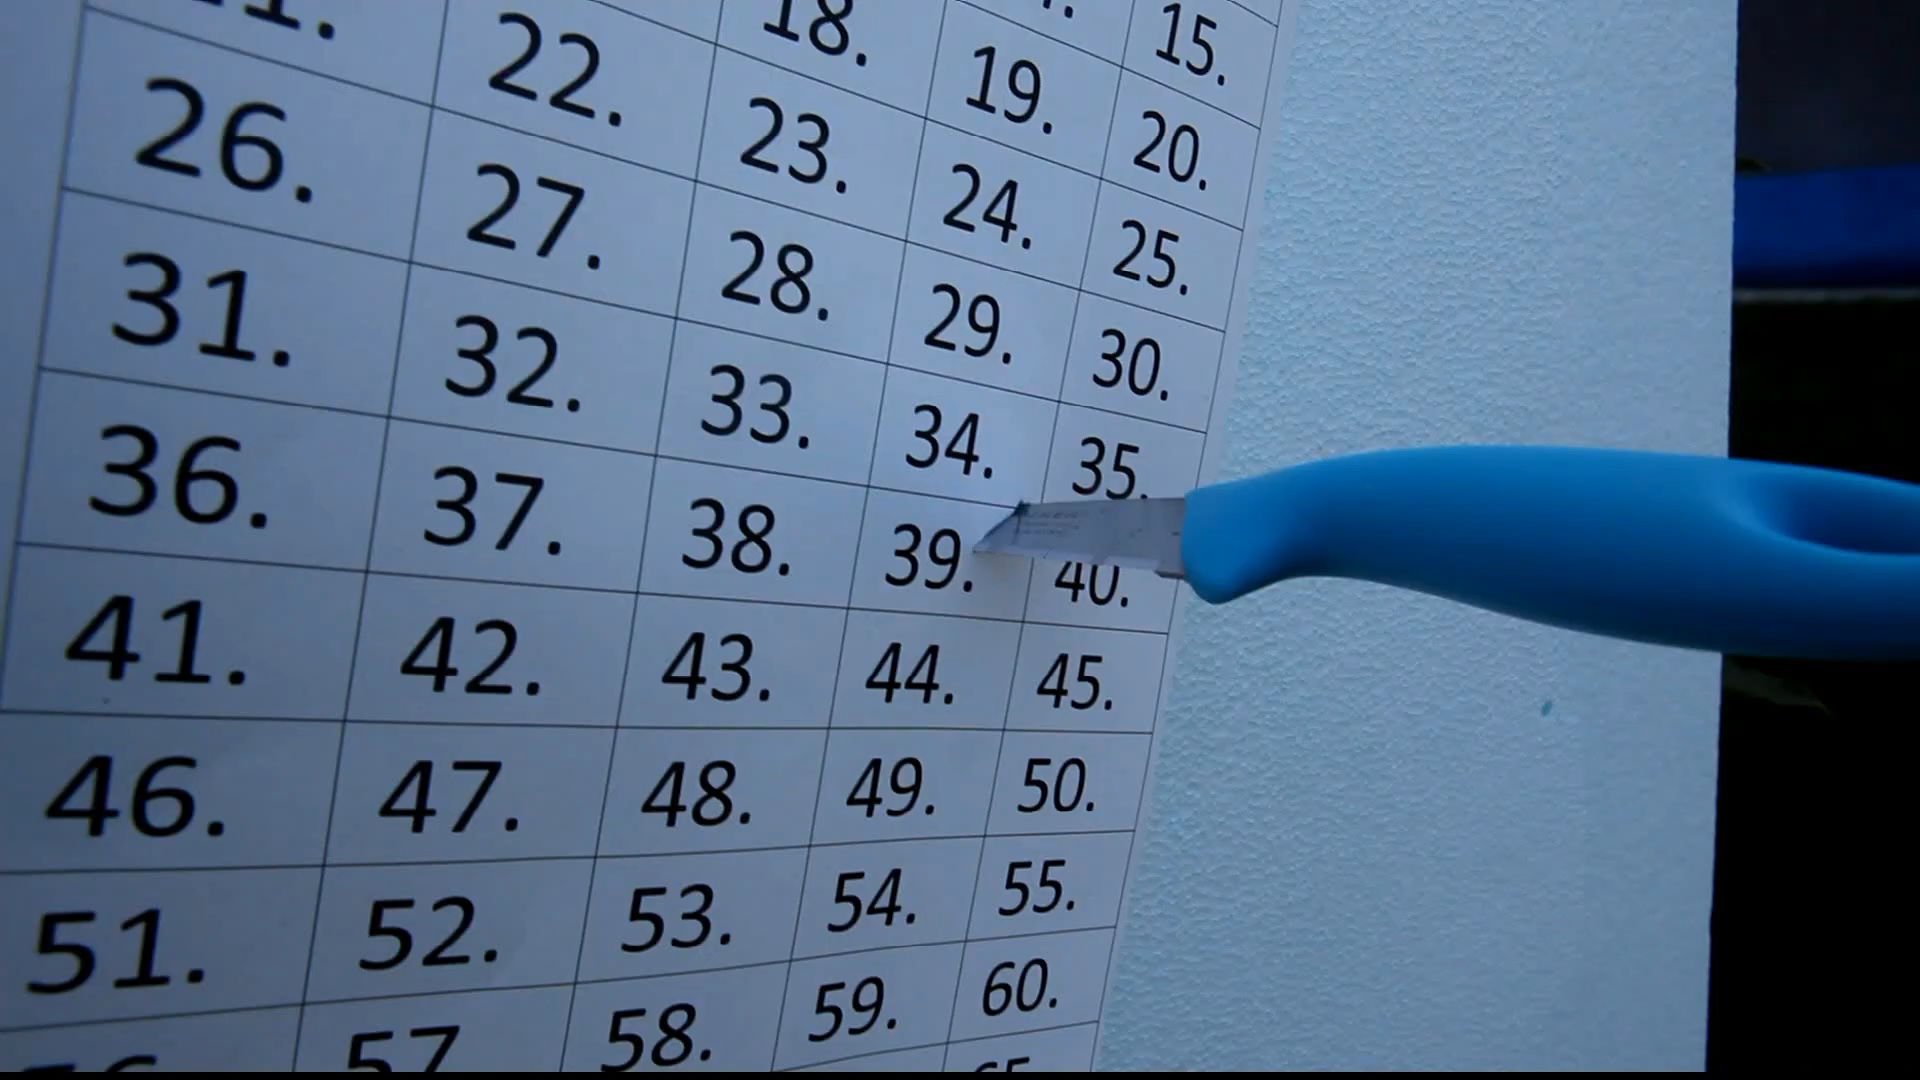 18. 15.
22. 19. 20.
26. 23. 24. 25.
27. 28. 29. 30.
31. 32. 33. 34. 35.
36. 37. 38. 39. 40.
41. 42. 43. 44. 45.
46. 47. 48. 49. 50.
51. 52. 53. 54. 55.
57 58. 59. 60.